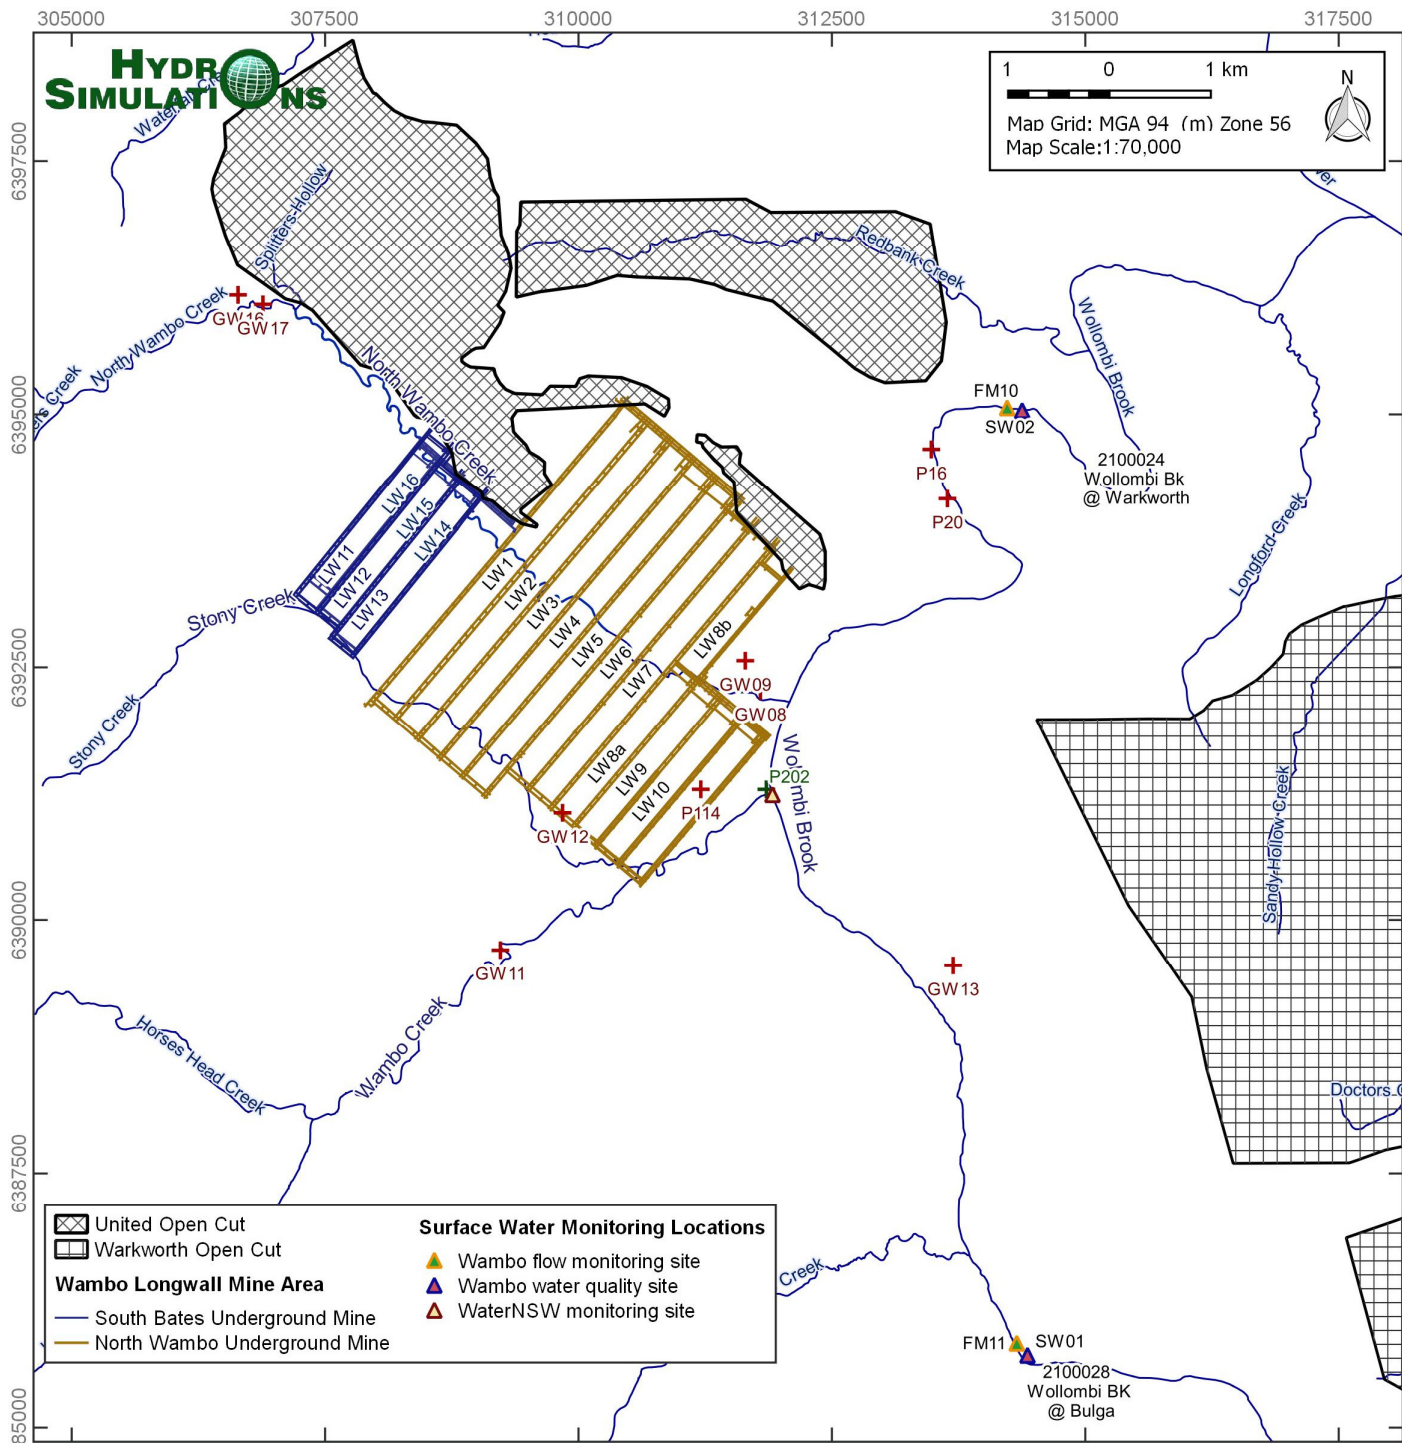 305000
307500
310000
312500
315000
317500
HYDRO
SIMULATIONS
1 0 1 km
Map Grid: MGA 94 (m) Zone 56
Map Scale:1:70,000
N
6397500
6395000
6392500
6390000
6387500
85000
Splitters Hollow
Redbank Creek
North Wambo Creek
GW16
GW17
North Wambo Creek
Wollombi Brook
ers Creek
FM10
SW02
P16
P20
2100024
Wollombi Bk
@ Warkworth
Longford Creek
LW16
LW15
LW14
LW11
LW12
LW13
Stony Creek
Stony Creek
LW1
LW2
LW3
LW4
LW5
LW6
LW7
LW8b
LW8a
LW9
LW10
GW09
GW08
P202
P114
GW12
Wollombi Brook
Sandy Hollow Creek
GW11
GW13
Wambo Creek
Horses Head Creek
Doctors C
Creek
FM11
SW01
2100028
Wollombi BK
@ Bulga
United Open Cut
Warkworth Open Cut
Wambo Longwall Mine Area
South Bates Underground Mine
North Wambo Underground Mine
Surface Water Monitoring Locations
Wambo flow monitoring site
Wambo water quality site
WaterNSW monitoring site